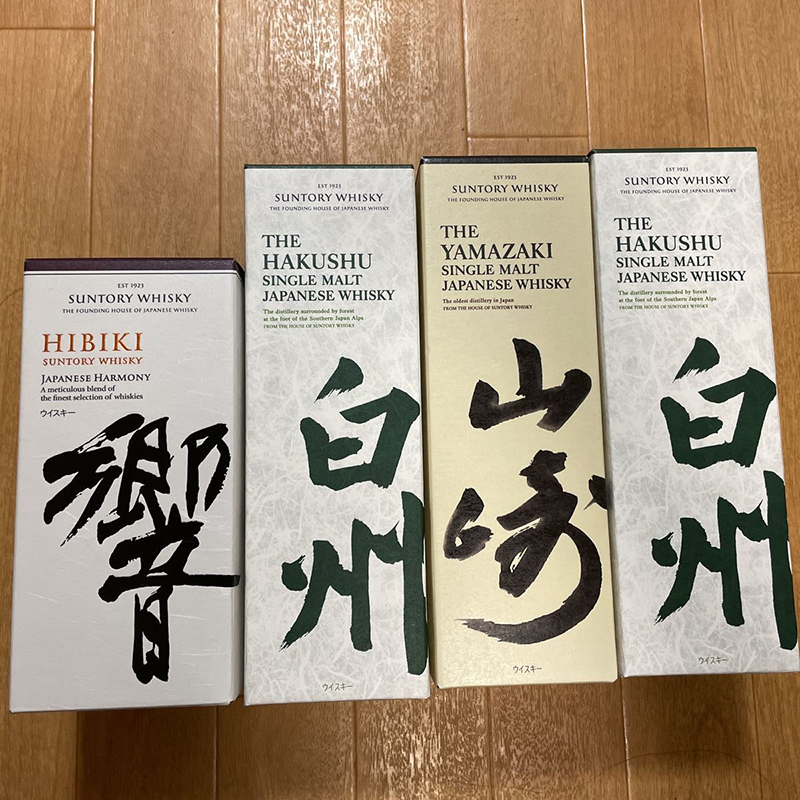 EST 1923
SUNTORY WHISKY
THE FOUNDING HOUSE OF JAPANESE WHISKY
HIBIKI
SUNTORY WHISKY
JAPANESE HARMONY
A meticulous blend of
the finest selection of whiskies
ウイスキー
響
EST 1923
SUNTORY WHISKY
THE FOUNDING HOUSE OF JAPANESE WHISKY
THE
HAKUSHU
SINGLE MALT
JAPANESE WHISKY
The distillery surrounded by forest
at the foot of the Southern Japan Alps
FROM THE HOUSE OF SUNTORY WHISKY
白
州
ウイスキー
EST 1923
SUNTORY WHISKY
THE FOUNDING HOUSE OF JAPANESE WHISKY
THE
YAMAZAKI
SINGLE MALT
JAPANESE WHISKY
The oldest distillery in Japan
FROM THE HOUSE OF SUNTORY WHISKY
山
崎
ウイスキー
EST 1923
SUNTORY WHISKY
THE FOUNDING HOUSE OF JAPANESE WHISKY
THE
HAKUSHU
SINGLE MALT
JAPANESE WHISKY
The distillery surrounded by forest
at the foot of the Southern Japan Alps
FROM THE HOUSE OF SUNTORY WHISKY
白
州
ウイスキー